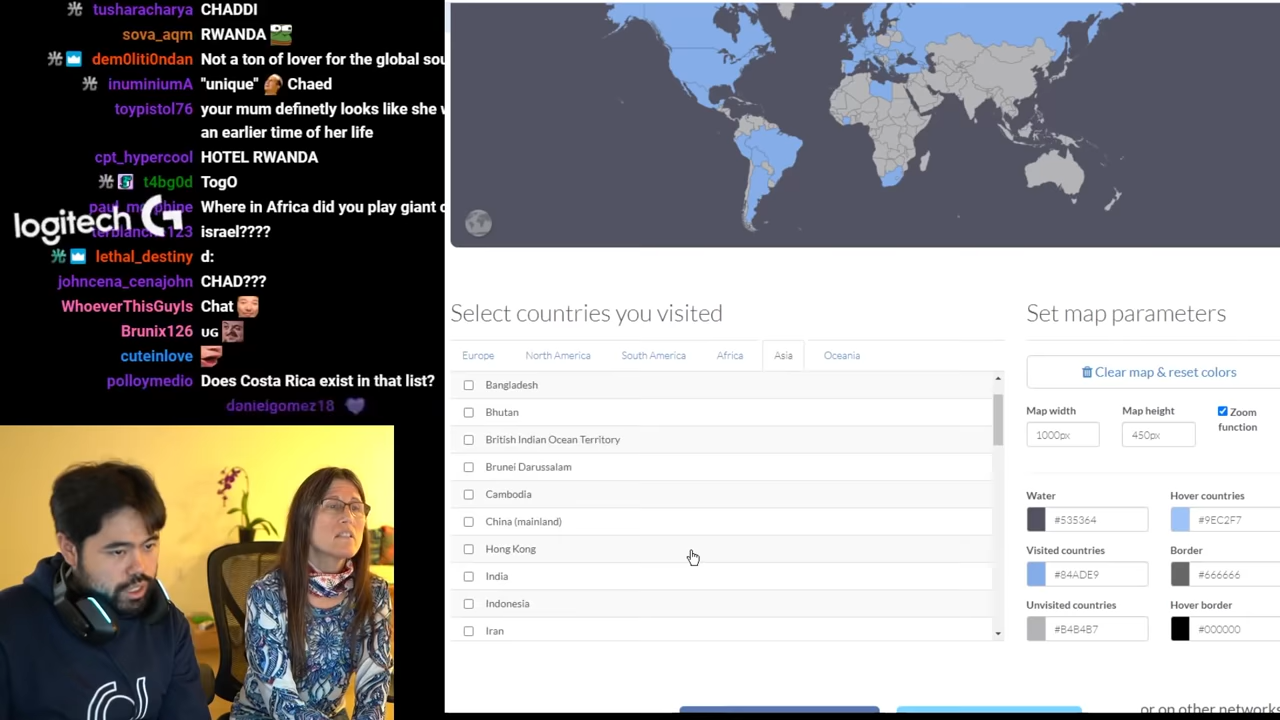 tusharacharya CHADDI
sova_aqm RWANDA
光 dem0liti0ndan Not a ton of lover for the global sou
光 inuminiumA "unique" Chaed
toypistol76 your mum definetly looks like she w
an earlier time of her life
cpt_hypercool HOTEL RWANDA
光 t4bg0d TogO
Where in Africa did you play giant c
logitech G
israel????
光 lethal_destiny d:
johncena_cenajohn CHAD???
WhoeverThisGuyIs Chat
Brunix126 UG
cuteinlove
polloymedio Does Costa Rica exist in that list?
danielgomez18
Select countries you visited
Europe North America South America Africa Asia Oceania
Bangladesh
Bhutan
British Indian Ocean Territory
Brunei Darussalam
Cambodia
China (mainland)
Hong Kong
India
Indonesia
Iran
Set map parameters
Clear map & reset colors
Map width Map height Zoom function
1000px 450px
Water Hover countries
#535364 #9EC2F7
Visited countries Border
#84ADE9 #666666
Unvisited countries Hover border
#B4B4B7 #000000
or on other networks